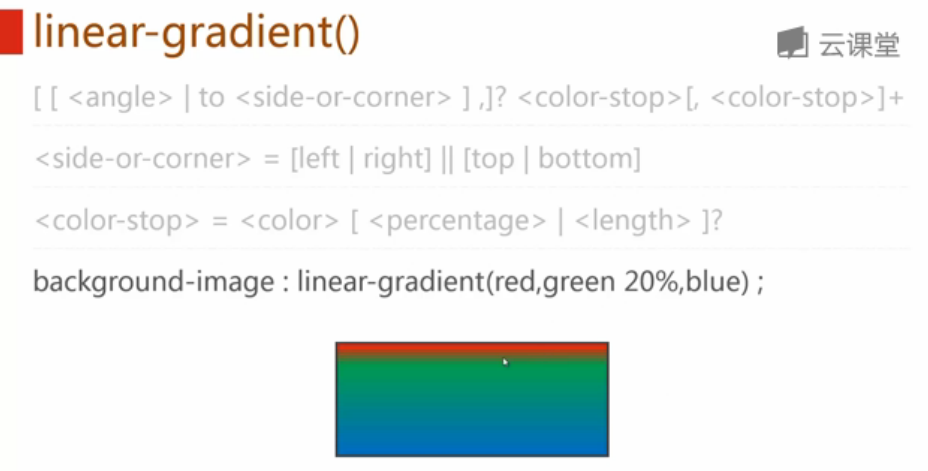 linear-gradient()
云课堂
[ [ <angle> | to <side-or-corner> ] ,]? <color-stop>[, <color-stop>]+
<side-or-corner> = [left | right] || [top | bottom]
<color-stop> = <color> [ <percentage> | <length> ]?
background-image : linear-gradient(red,green 20%,blue) ;